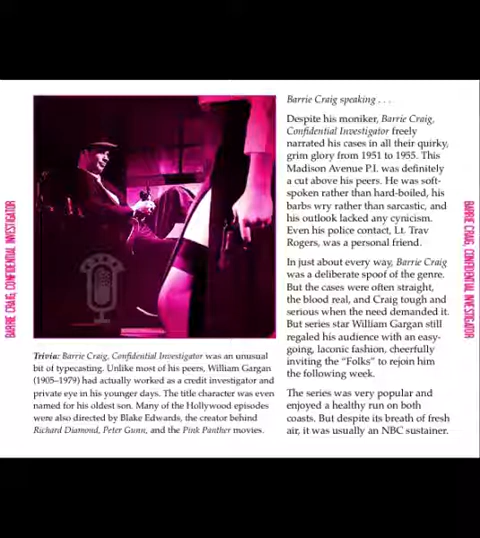 BARRIE CRAIG, CONFIDENTIAL INVESTIGATOR
Trivia: Barrie Craig, Confidential Investigator was an unusual
bit of typecasting. Unlike most of his peers, William Gargan
(1905–1979) had actually worked as a credit investigator and
private eye in his younger days. The title character was even
named for his oldest son. Many of the Hollywood episodes
were also directed by Blake Edwards, the creator behind
Richard Diamond, Peter Gunn, and the Pink Panther movies.
Barrie Craig speaking . . .
Despite his moniker, Barrie Craig,
Confidential Investigator freely
narrated his cases in all their quirky,
grim glory from 1951 to 1955. This
Madison Avenue P.I. was definitely
a cut above his peers. He was soft-
spoken rather than hard-boiled, his
barbs wry rather than sarcastic, and
his outlook lacked any cynicism.
Even his police contact, Lt. Trav
Rogers, was a personal friend.
In just about every way, Barrie Craig
was a deliberate spoof of the genre.
But the cases were often straight,
the blood real, and Craig tough and
serious when the need demanded it.
But series star William Gargan still
regaled his audience with an easy-
going, laconic fashion, cheerfully
inviting the "Folks" to rejoin him
the following week.
The series was very popular and
enjoyed a healthy run on both
coasts. But despite its breath of fresh
air, it was usually an NBC sustainer.
BARRIE CRAIG, CONFIDENTIAL INVESTIGATOR